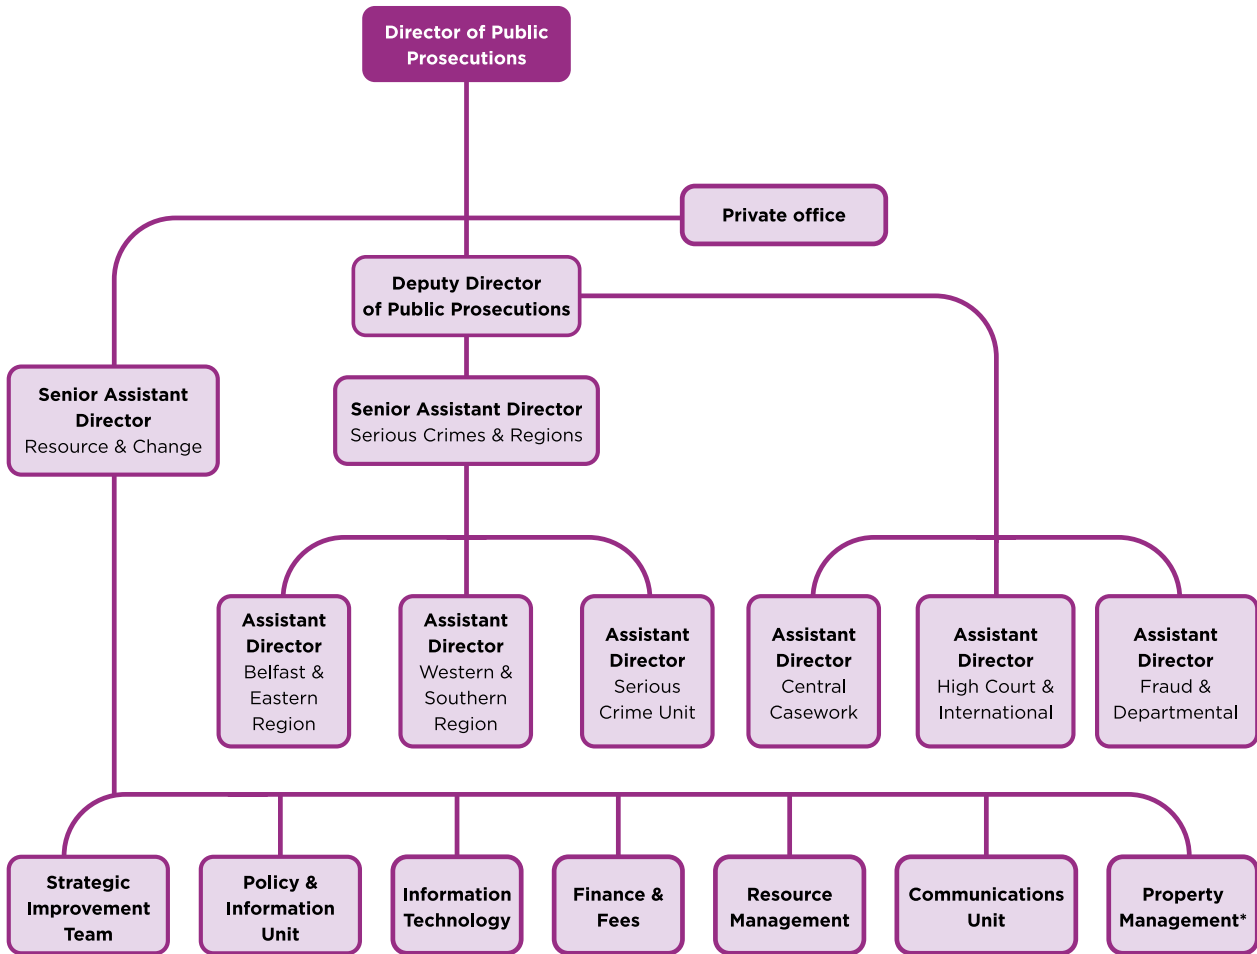 Director of Public
Prosecutions
Private office
Deputy Director
of Public Prosecutions
Senior Assistant
Director
Resource & Change
Senior Assistant Director
Serious Crimes & Regions
Assistant
Director
Belfast &
Eastern
Region
Assistant
Director
Western &
Southern
Region
Assistant
Director
Serious
Crime Unit
Assistant
Director
Central
Casework
Assistant
Director
High Court &
International
Assistant
Director
Fraud &
Departmental
Strategic
Improvement
Team
Policy &
Information
Unit
Information
Technology
Finance &
Fees
Resource
Management
Communications
Unit
Property
Management*